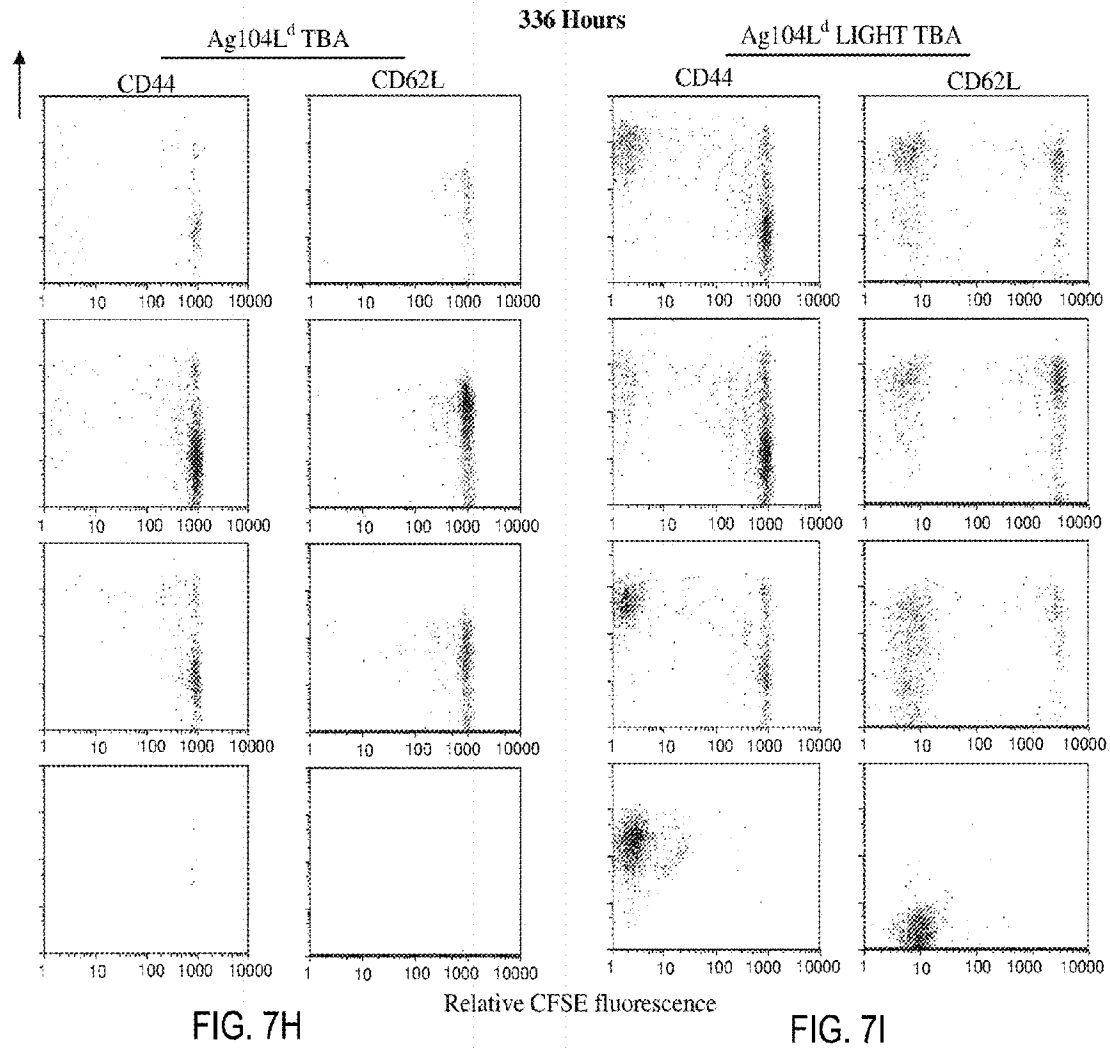 336 Hours
Ag104L^d TBA
Ag104L^d LIGHT TBA
CD44 CD62L CD44 CD62L
1 10 100 1000 10000 1 10 100 1000 10000 1 10 100 1000 10000 1 10 100 1000 10000
1 10 100 1000 10000 1 10 100 1000 10000 1 10 100 1000 10000 1 10 100 1000 10000
1 10 100 1000 10000 1 10 100 1000 10000 1 10 100 1000 10000 1 10 100 1000 10000
1 10 100 1000 10000 1 10 100 1000 10000 1 10 100 1000 10000 1 10 100 1000 10000
Relative CFSE fluorescence
FIG. 7H FIG. 7I